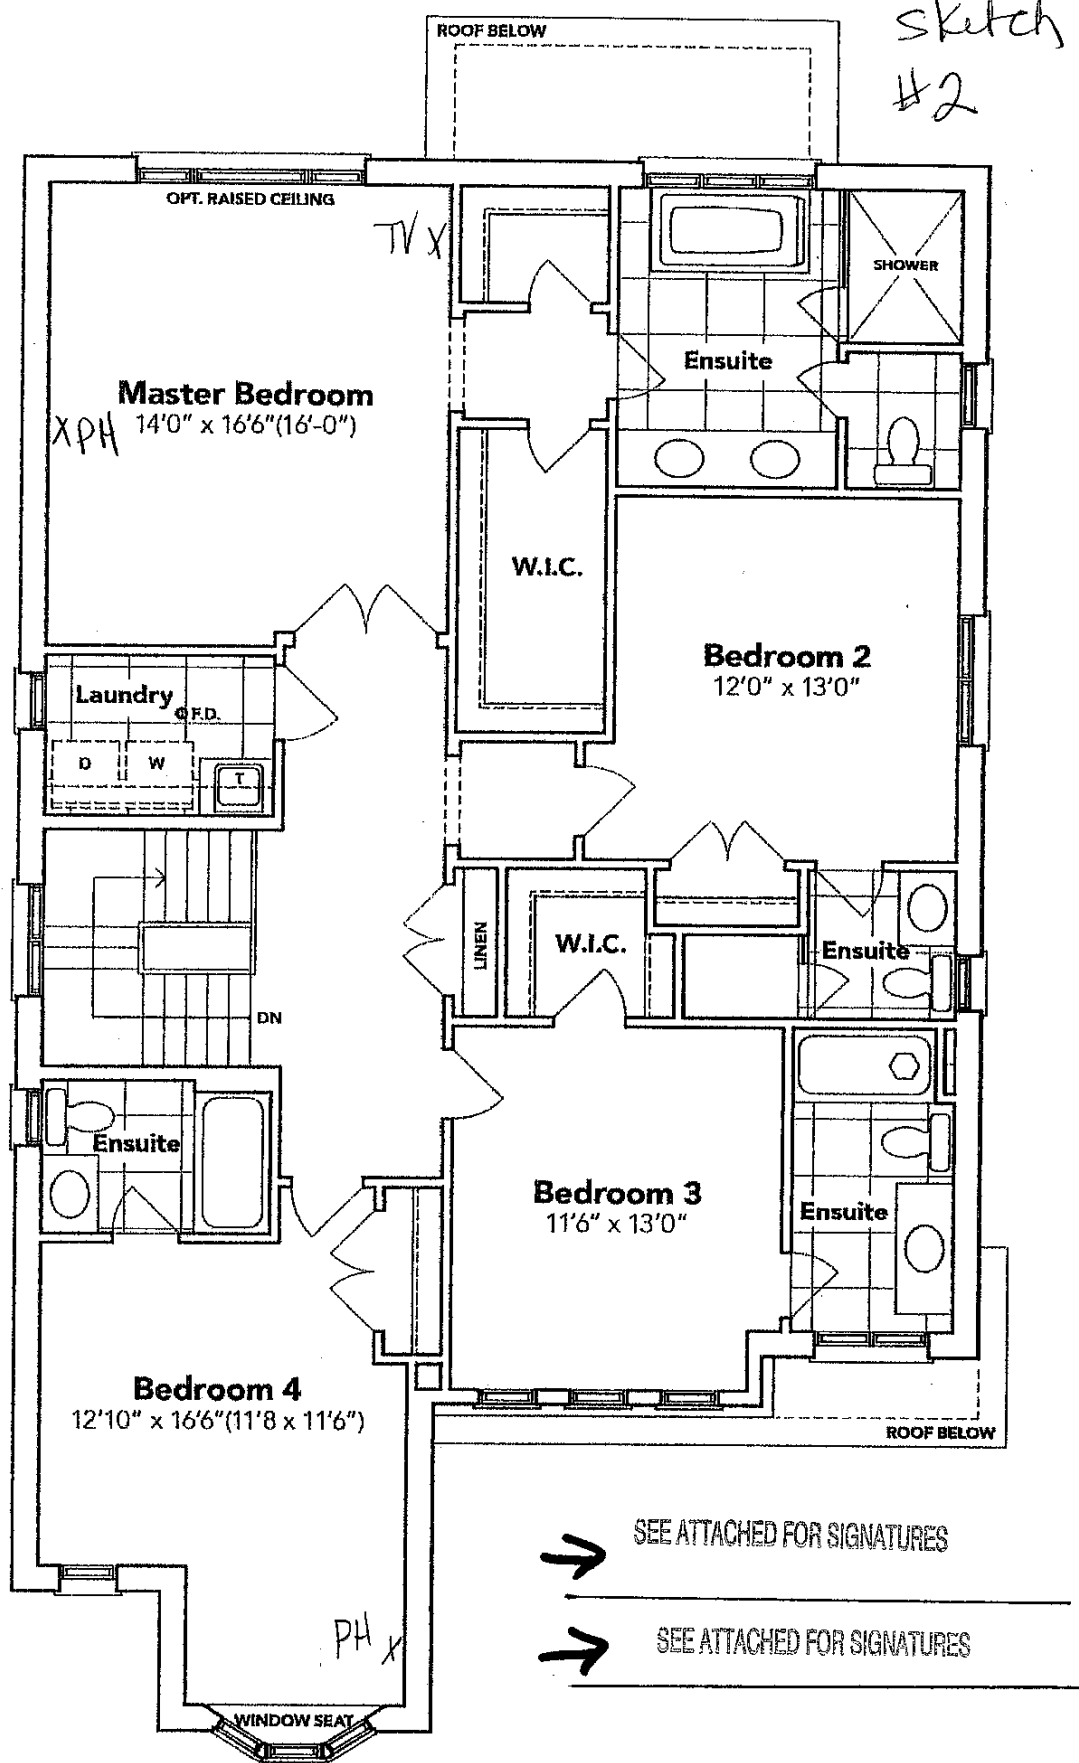 sketch
#2
ROOF BELOW
OPT. RAISED CEILING
TV X
SHOWER
Ensuite
Master Bedroom
14'0" x 16'6"(16'-0")
X PH
W.I.C.
Bedroom 2
12'0" x 13'0"
Laundry
F.D.
D
W
T
LINEN
W.I.C.
Ensuite
DN
Ensuite
Bedroom 3
11'6" x 13'0"
Ensuite
Bedroom 4
12'10" x 16'6"(11'8 x 11'6")
ROOF BELOW
SEE ATTACHED FOR SIGNATURES
PH X
SEE ATTACHED FOR SIGNATURES
WINDOW SEAT